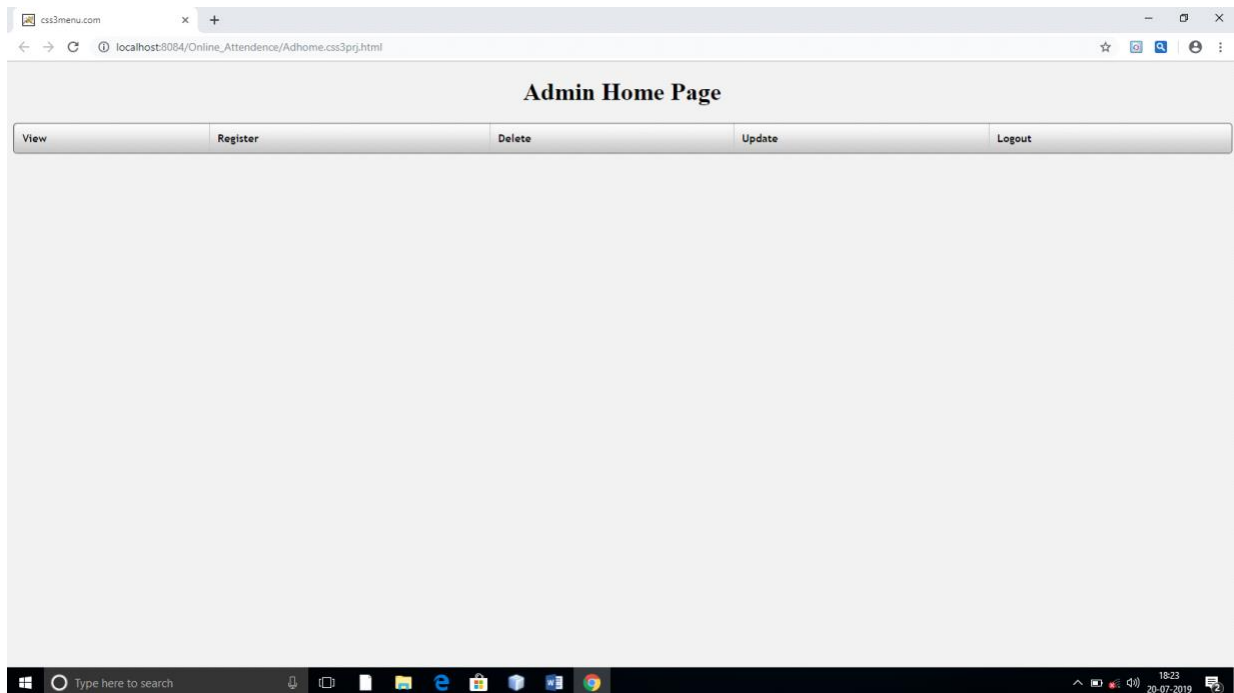 css3menu.com
localhost:8084/Online_Attendence/Adhome.css3prj.html
Admin Home Page
View Register Delete Update Logout
Type here to search
18:23
20-07-2019